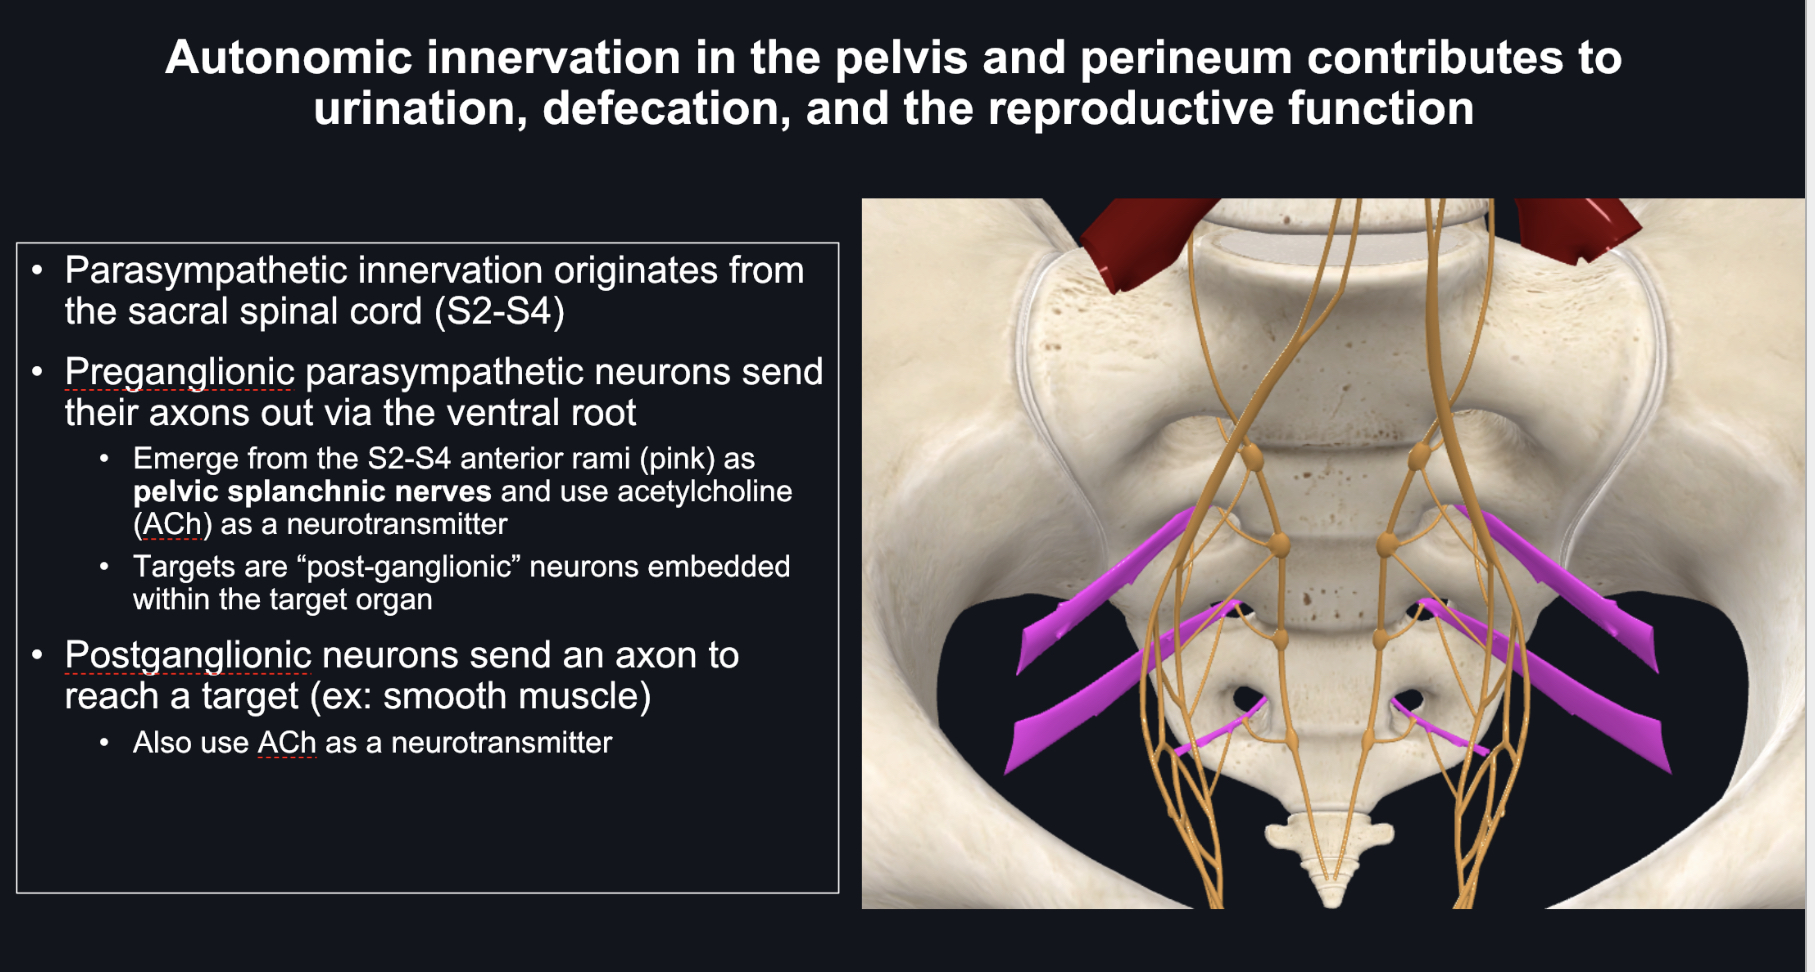 Autonomic innervation in the pelvis and perineum contributes to
urination, defecation, and the reproductive function
• Parasympathetic innervation originates from
the sacral spinal cord (S2-S4)
• Preganglionic parasympathetic neurons send
their axons out via the ventral root
• Emerge from the S2-S4 anterior rami (pink) as
pelvic splanchnic nerves and use acetylcholine
(ACh) as a neurotransmitter
• Targets are “post-ganglionic” neurons embedded
within the target organ
• Postganglionic neurons send an axon to
reach a target (ex: smooth muscle)
• Also use ACh as a neurotransmitter